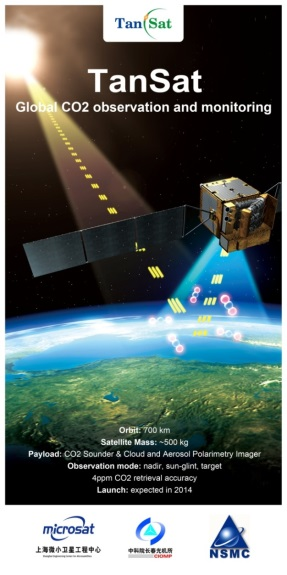 TanSat
TanSat
Global CO2 observation and monitoring
Orbit: 700 km
Satellite Mass: ~500 kg
Payload: CO2 Sounder & Cloud and Aerosol Polarimetry Imager
Observation mode: nadir, sun-glint, target
4ppm CO2 retrieval accuracy
Launch: expected in 2014
microsat
上海微小卫星工程中心
中科院长春光机所
CIOMP
NSMC